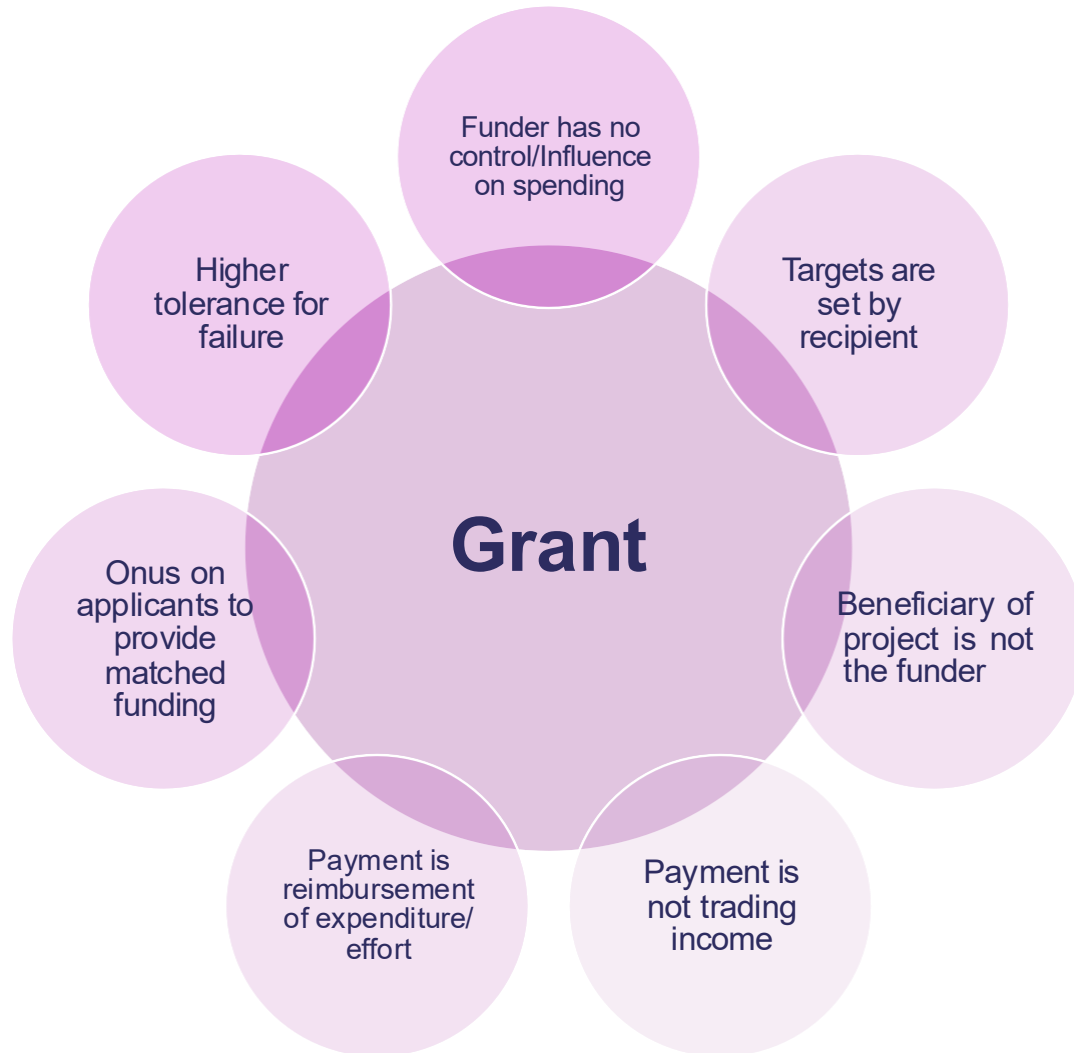 Funder has no
control/Influence
on spending
Targets are
set by
recipient
Beneficiary of
project is not
the funder
Payment is
not trading
income
Payment is
reimbursement
of expenditure/
effort
Onus on
applicants to
provide
matched
funding
Higher
tolerance for
failure
Grant